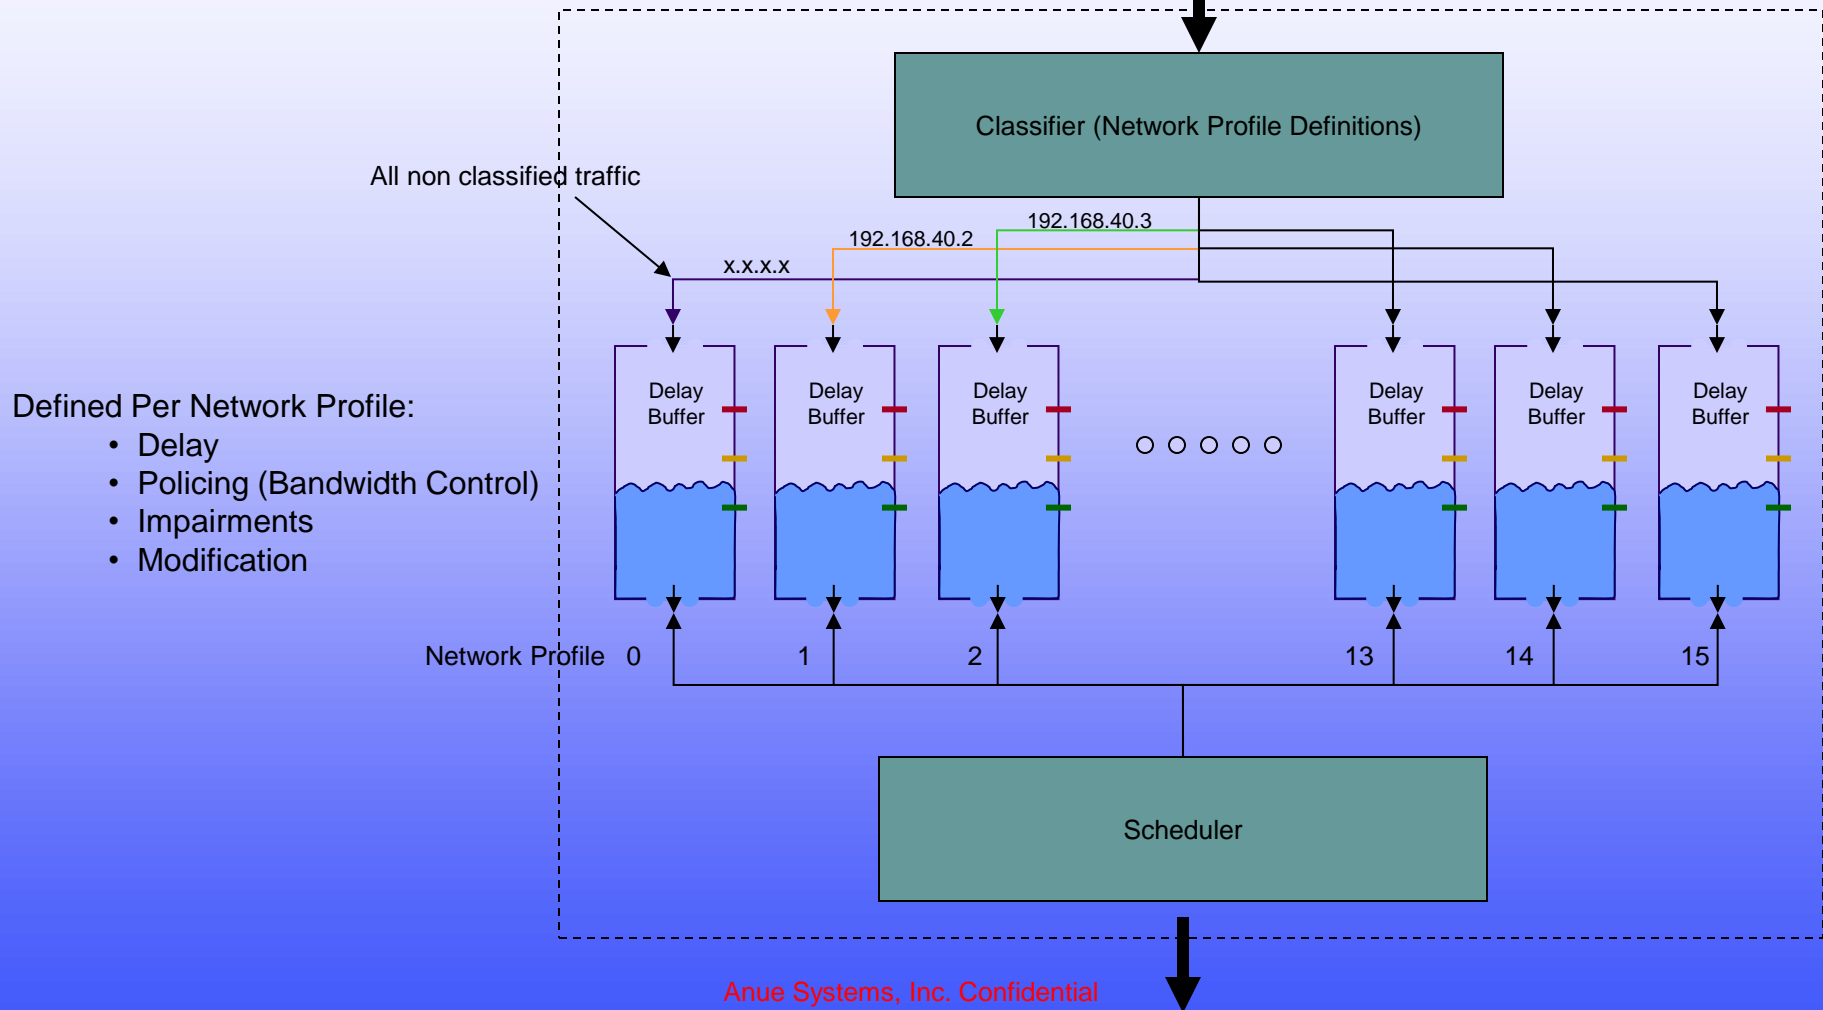 Classifier (Network Profile Definitions)
All non classified traffic
192.168.40.3
192.168.40.2
x.x.x.x
Delay
Buffer
Delay
Buffer
Delay
Buffer
Delay
Buffer
Delay
Buffer
Delay
Buffer
Defined Per Network Profile:
• Delay
• Policing (Bandwidth Control)
• Impairments
• Modification
Network Profile 0 1 2 13 14 15
Scheduler
Anue Systems, Inc. Confidential